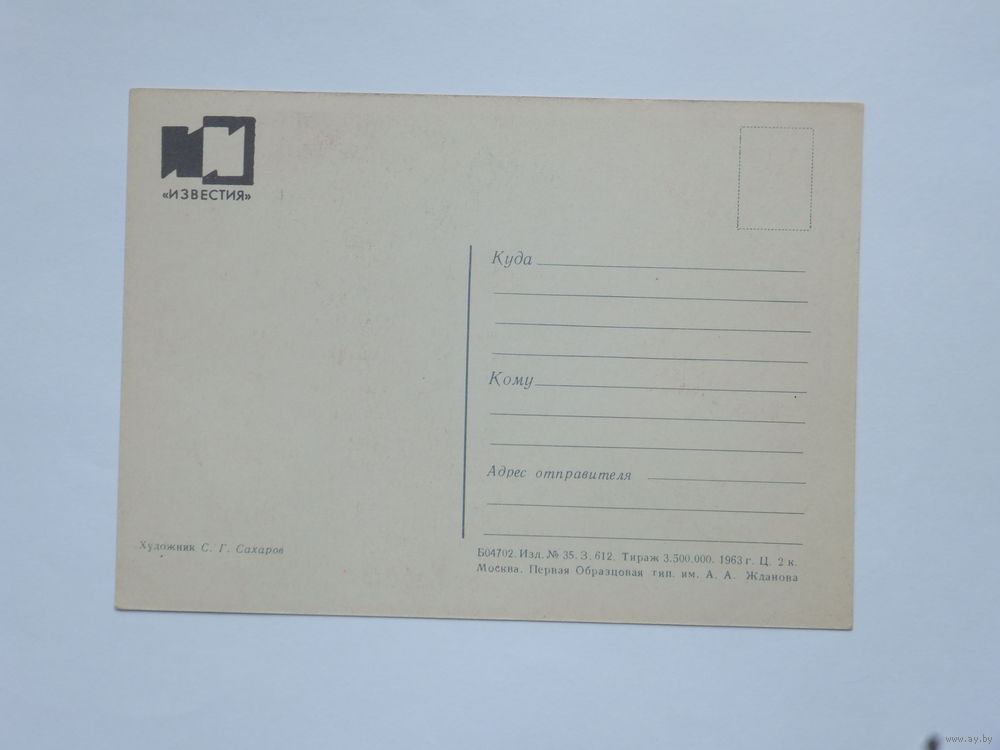 «ИЗВЕСТИЯ»
Куда
Кому
Адрес отправителя
Художник С. Г. Сахаров
Б04702. Изд. № 35. З. 612. Тираж 3.500.000. 1963 г. Ц. 2 к.
Москва. Первая Образцовая тип. им. А. А. Жданова
www.ay.by